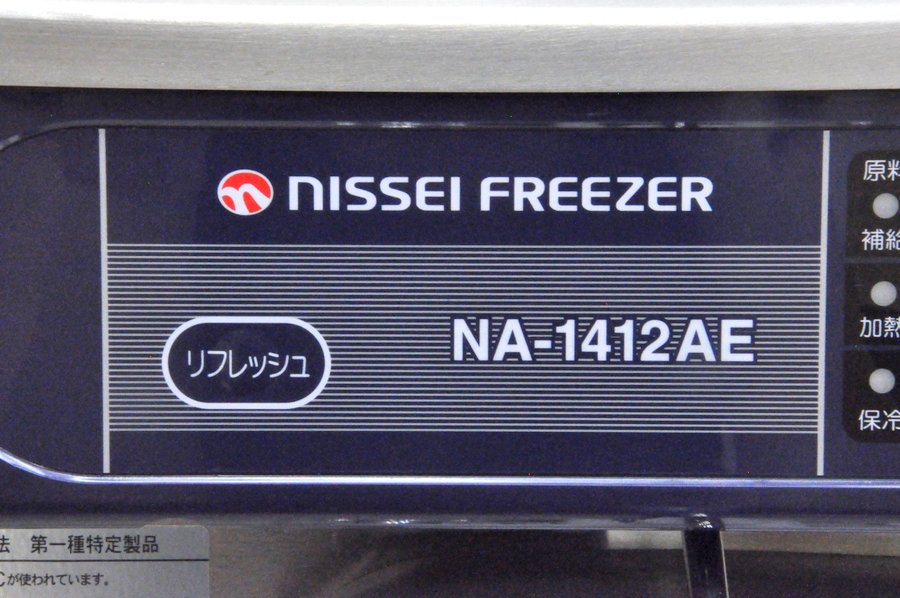 NISSEI FREEZER
NA-1412AE
リフレッシュ
原料
補給
加熱
保冷
法 第一種特定製品
Cが使われています。